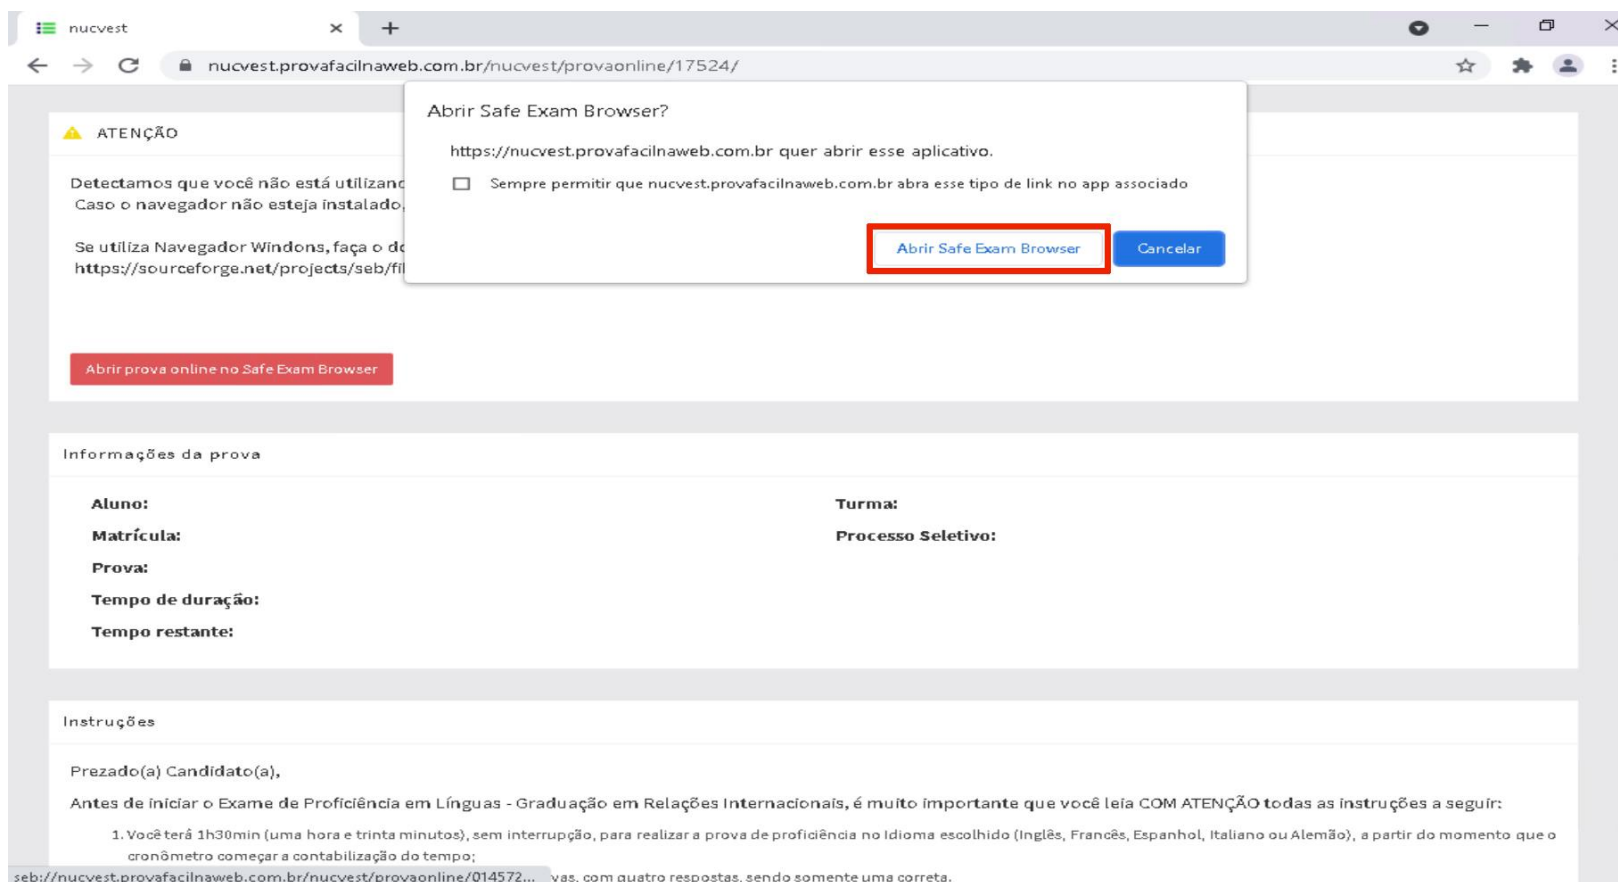 nucvest
nucvest.provafacilnaweb.com.br/nucvest/provaonline/17524/
Abrir Safe Exam Browser?
https://nucvest.provafacilnaweb.com.br quer abrir esse aplicativo.
Sempre permitir que nucvest.provafacilnaweb.com.br abra esse tipo de link no app associado
Abrir Safe Exam Browser
Cancelar
ATENÇÃO
Detectamos que você não está
Caso o navegador não esteja instalado,
Se utiliza Navegador Windons, faça o
https://sourceforge.net/projects/seb/
Abrir prova online no Safe Exam Browser
Informações da prova
Aluno:
Turma:
Matrícula:
Processo Seletivo:
Prova:
Tempo de duração:
Tempo restante:
Instruções
Prezado(a) Candidato(a),
Antes de iniciar o Exame de Proficiência em Línguas - Graduação em Relações Internacionais, é muito importante que você leia COM ATENÇÃO todas as instruções a seguir:
1. Você terá 1h30min (uma hora e trinta minutos), sem interrupção, para realizar a prova de proficiência no Idioma escolhido (Inglês, Francês, Espanhol, Italiano ou Alemão), a partir do momento que o
cronômetro começar a contabilização do tempo;
seb://nucvest.provafacilnaweb.com.br/nucvest/provaonline/014572...
com quatro respostas, sendo somente uma correta.